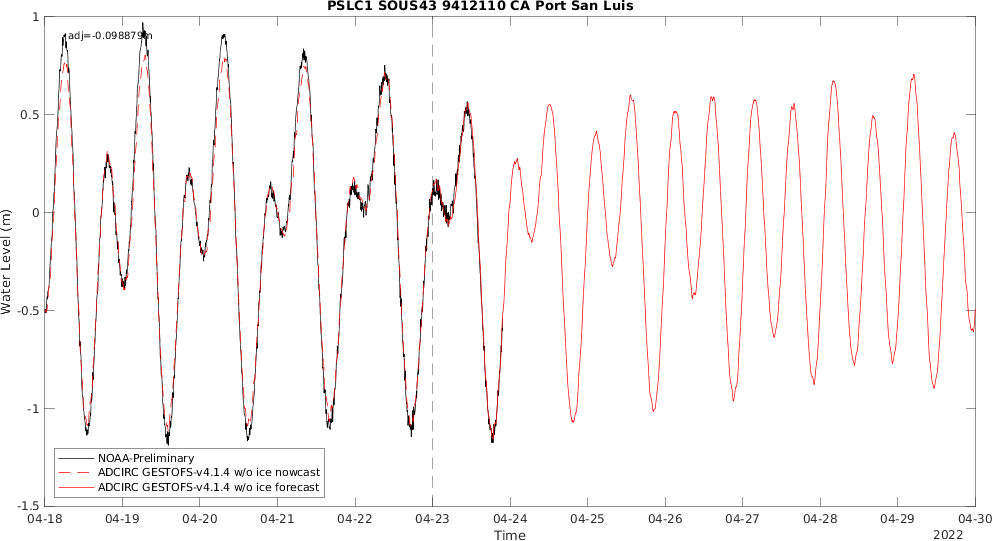 PSLC1 SOUS43 9412110 CA Port San Luis
adj=-0.098879m
1
0.5
0
-0.5
-1
-1.5
Water Level (m)
NOAA-Preliminary
ADCIRC GESTOFS-v4.1.4 w/o ice nowcast
ADCIRC GESTOFS-v4.1.4 w/o ice forecast
04-18 04-19 04-20 04-21 04-22 04-23 04-24 04-25 04-26 04-27 04-28 04-29 04-30
Time
2022